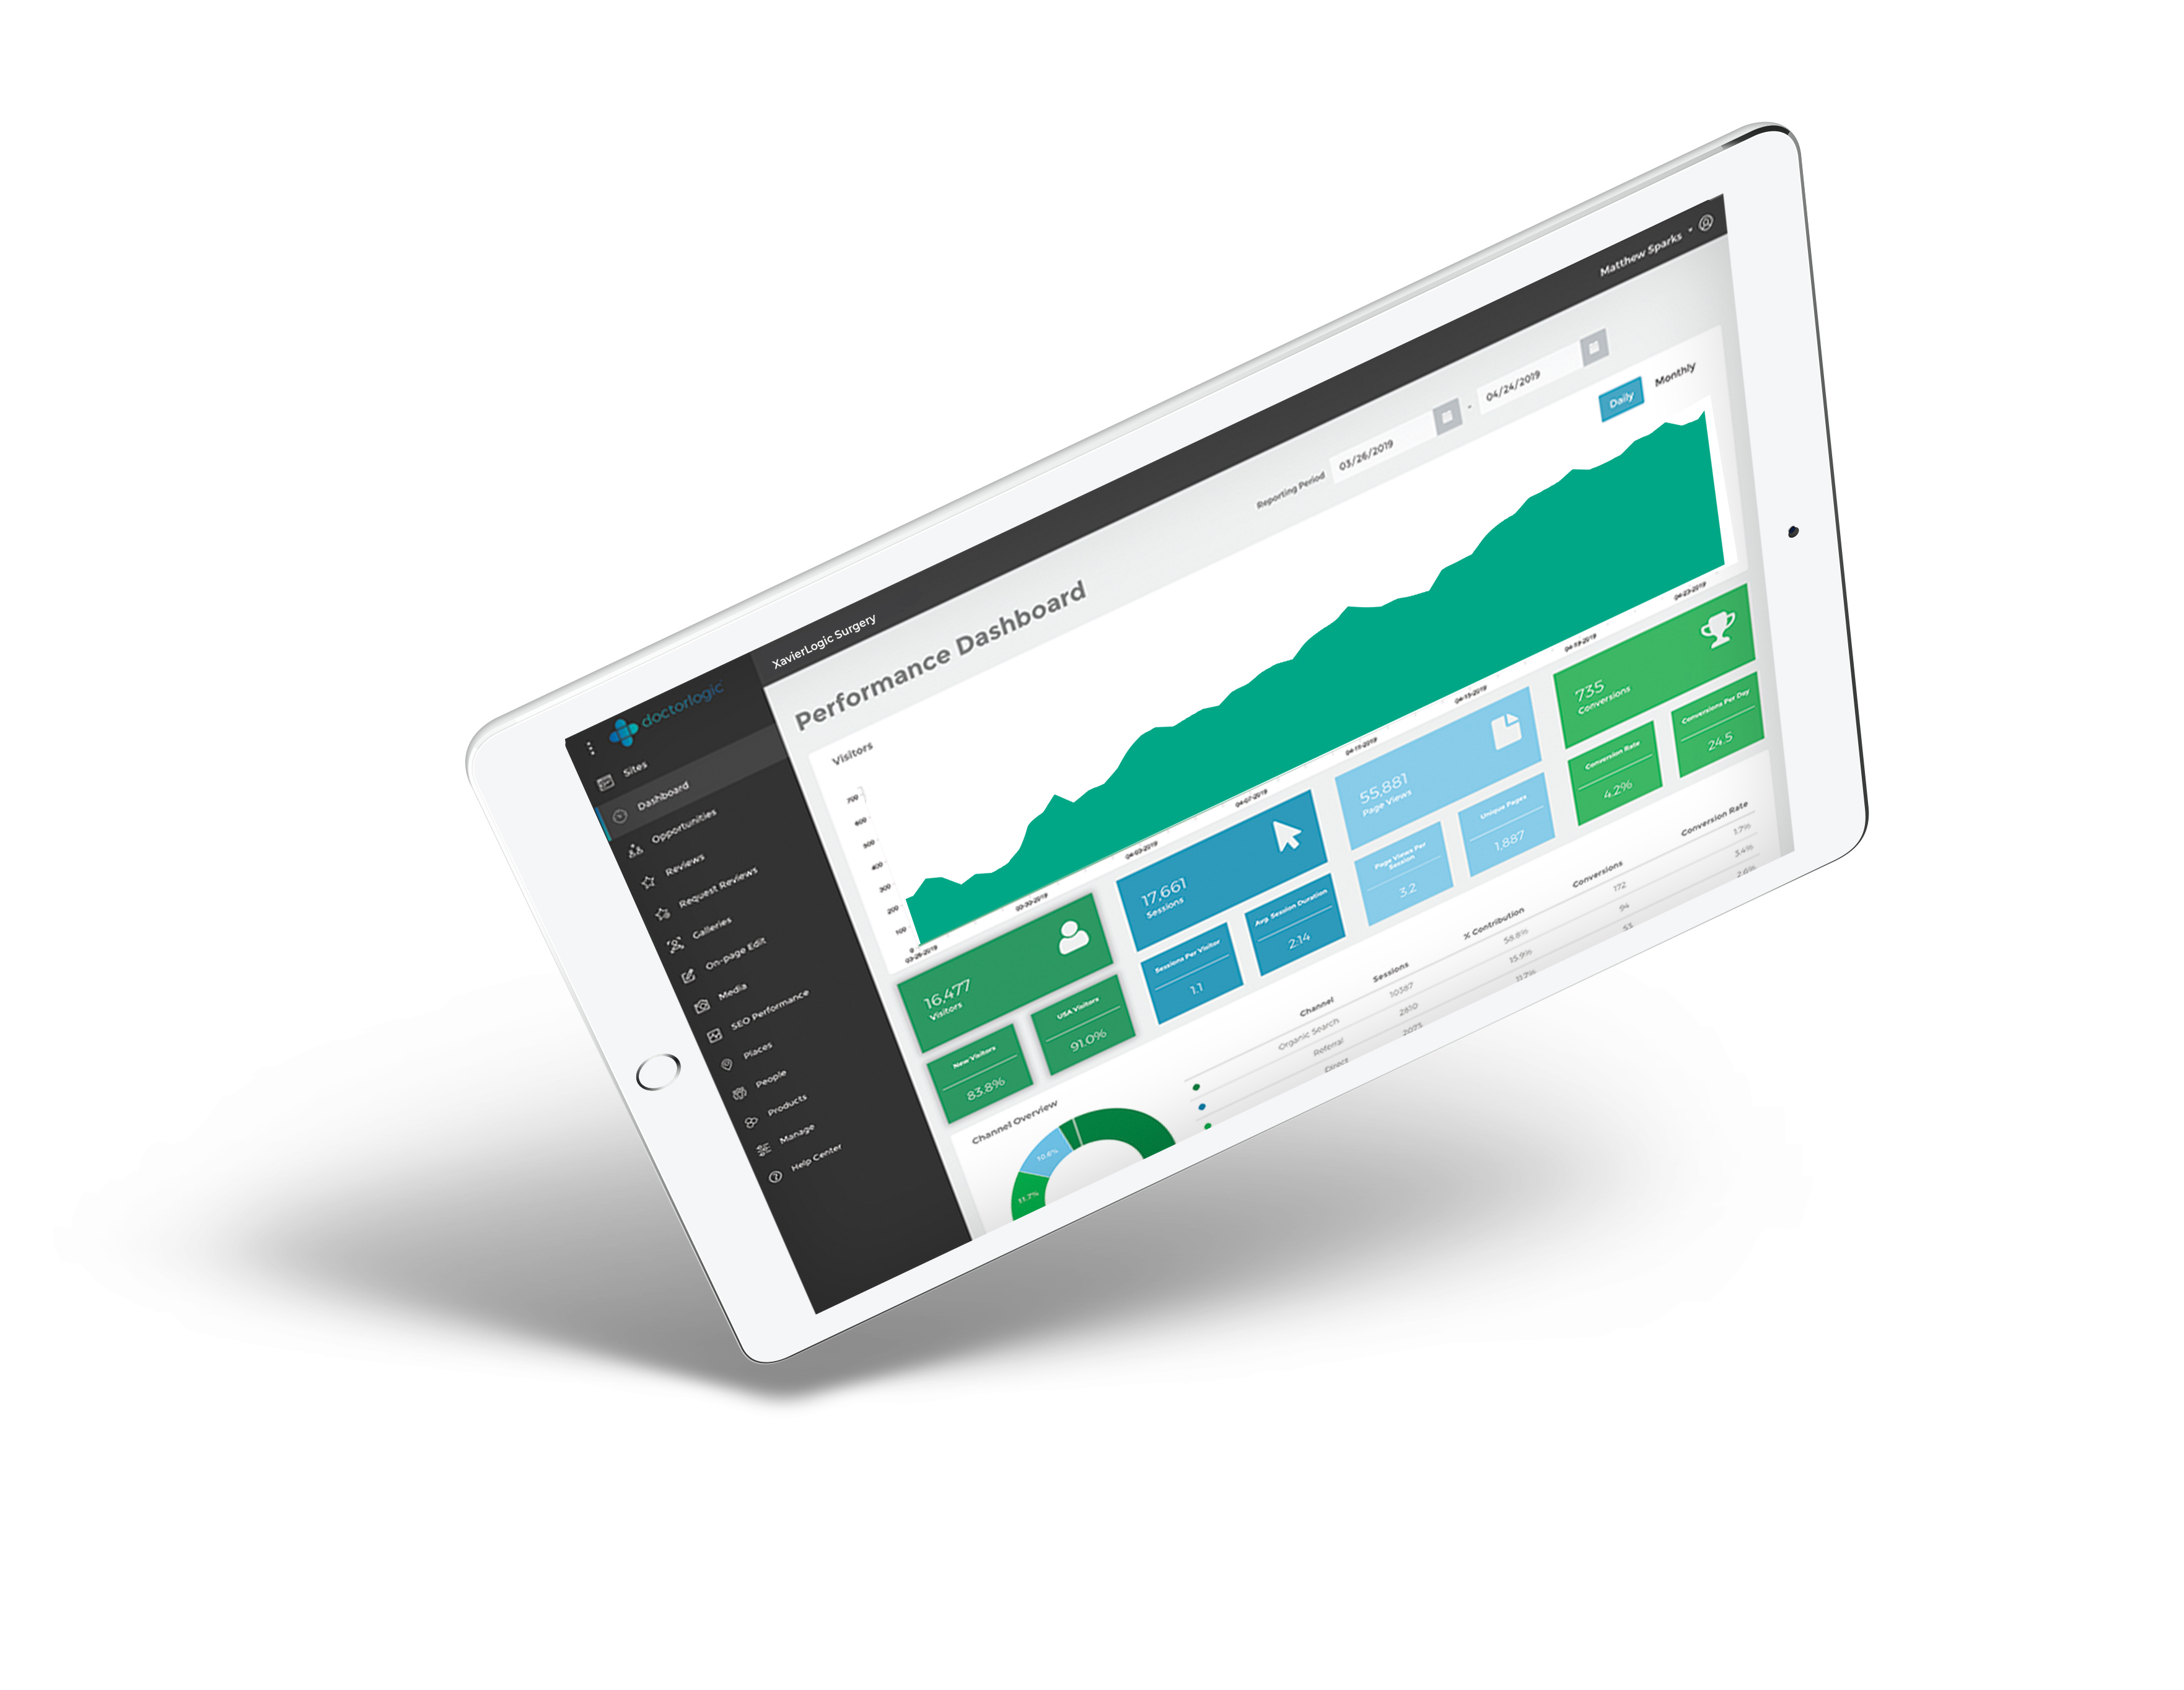 Matthew Sparks
XavierLogic Surgery
doctorlogic
Sites
Dashboard
Opportunities
Reviews
Request Reviews
Galleries
On-page Edit
Media
SEO Performance
Places
People
Products
Manage
Help Center
Performance Dashboard
Reporting Period 03/26/2019 - 04/24/2019
Visitors
Daily Monthly
700
600
500
400
300
200
100
0
03-26-2019 03-30-2019 04-03-2019 04-07-2019 04-11-2019 04-15-2019 04-19-2019 04-23-2019
16,477
Visitors
New Visitors
83.8%
USA Visitors
91.0%
17,661
Sessions
Sessions Per Visitor
1.1
Avg Session Duration
2:14
55,881
Page Views
Page Views Per
Session
3.2
Unique Pages
1,887
735
Conversions
Conversion Rate
4.2%
Conversions Per Day
24.5
Channel Overview
10.6%
11.7%
Channel Sessions % Contribution Conversions Conversion Rate
Organic Search 10387 58.8% 172 1.7%
Referral 2810 15.9% 94 3.4%
Direct 2073 11.7% 53 2.6%